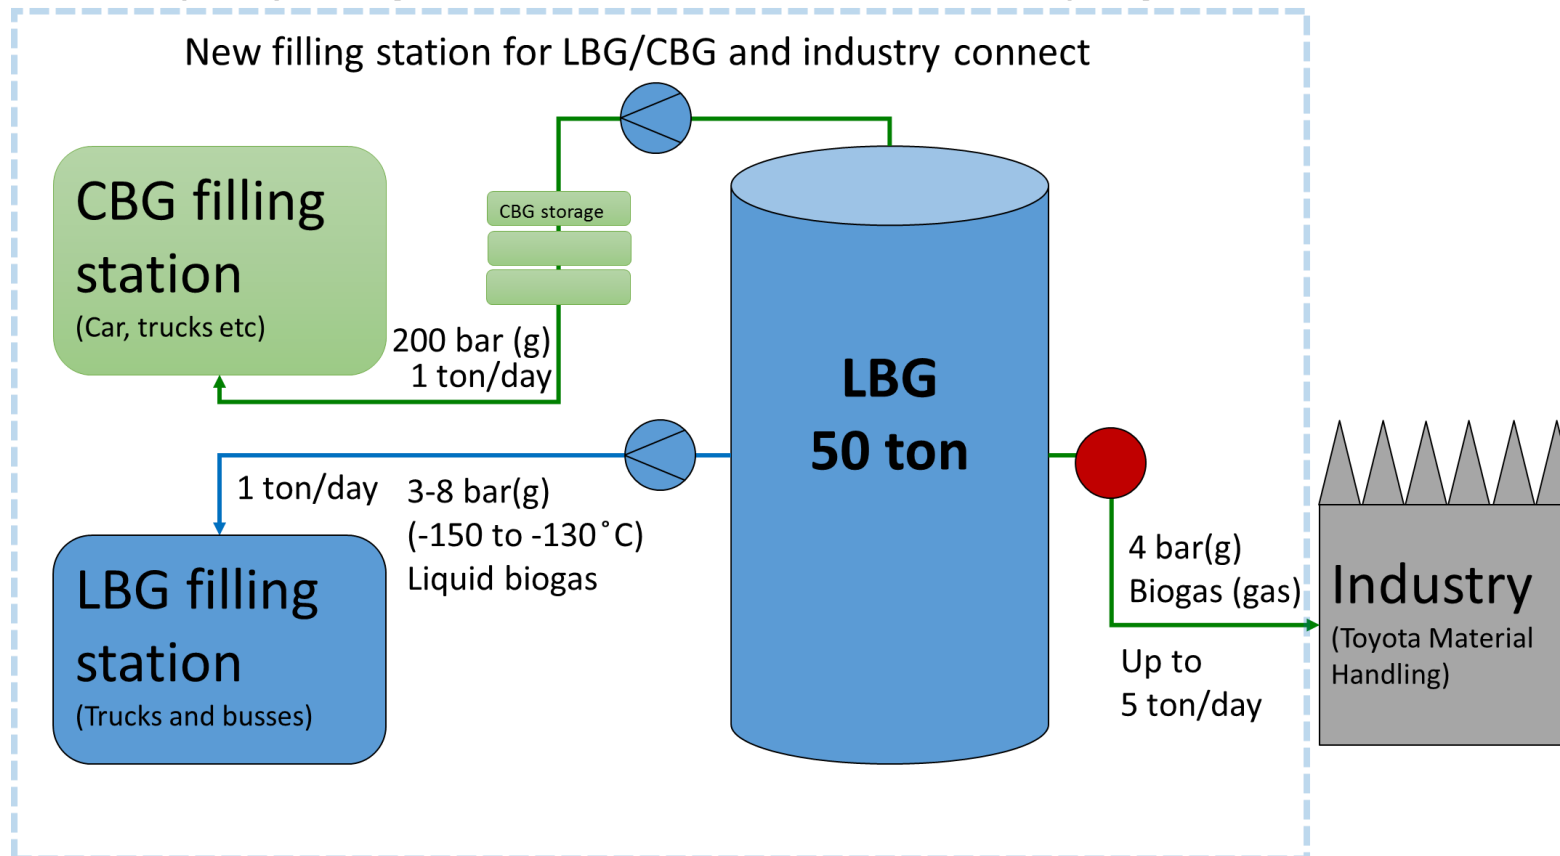 New filling station for LBG/CBG and industry connect
CBG filling
station
(Car, trucks etc)
CBG storage
200 bar (g)
1 ton/day
LBG
50 ton
1 ton/day
3-8 bar(g)
(-150 to -130˚C)
Liquid biogas
LBG filling
station
(Trucks and busses)
4 bar(g)
Biogas (gas)
Up to
5 ton/day
Industry
(Toyota Material
Handling)